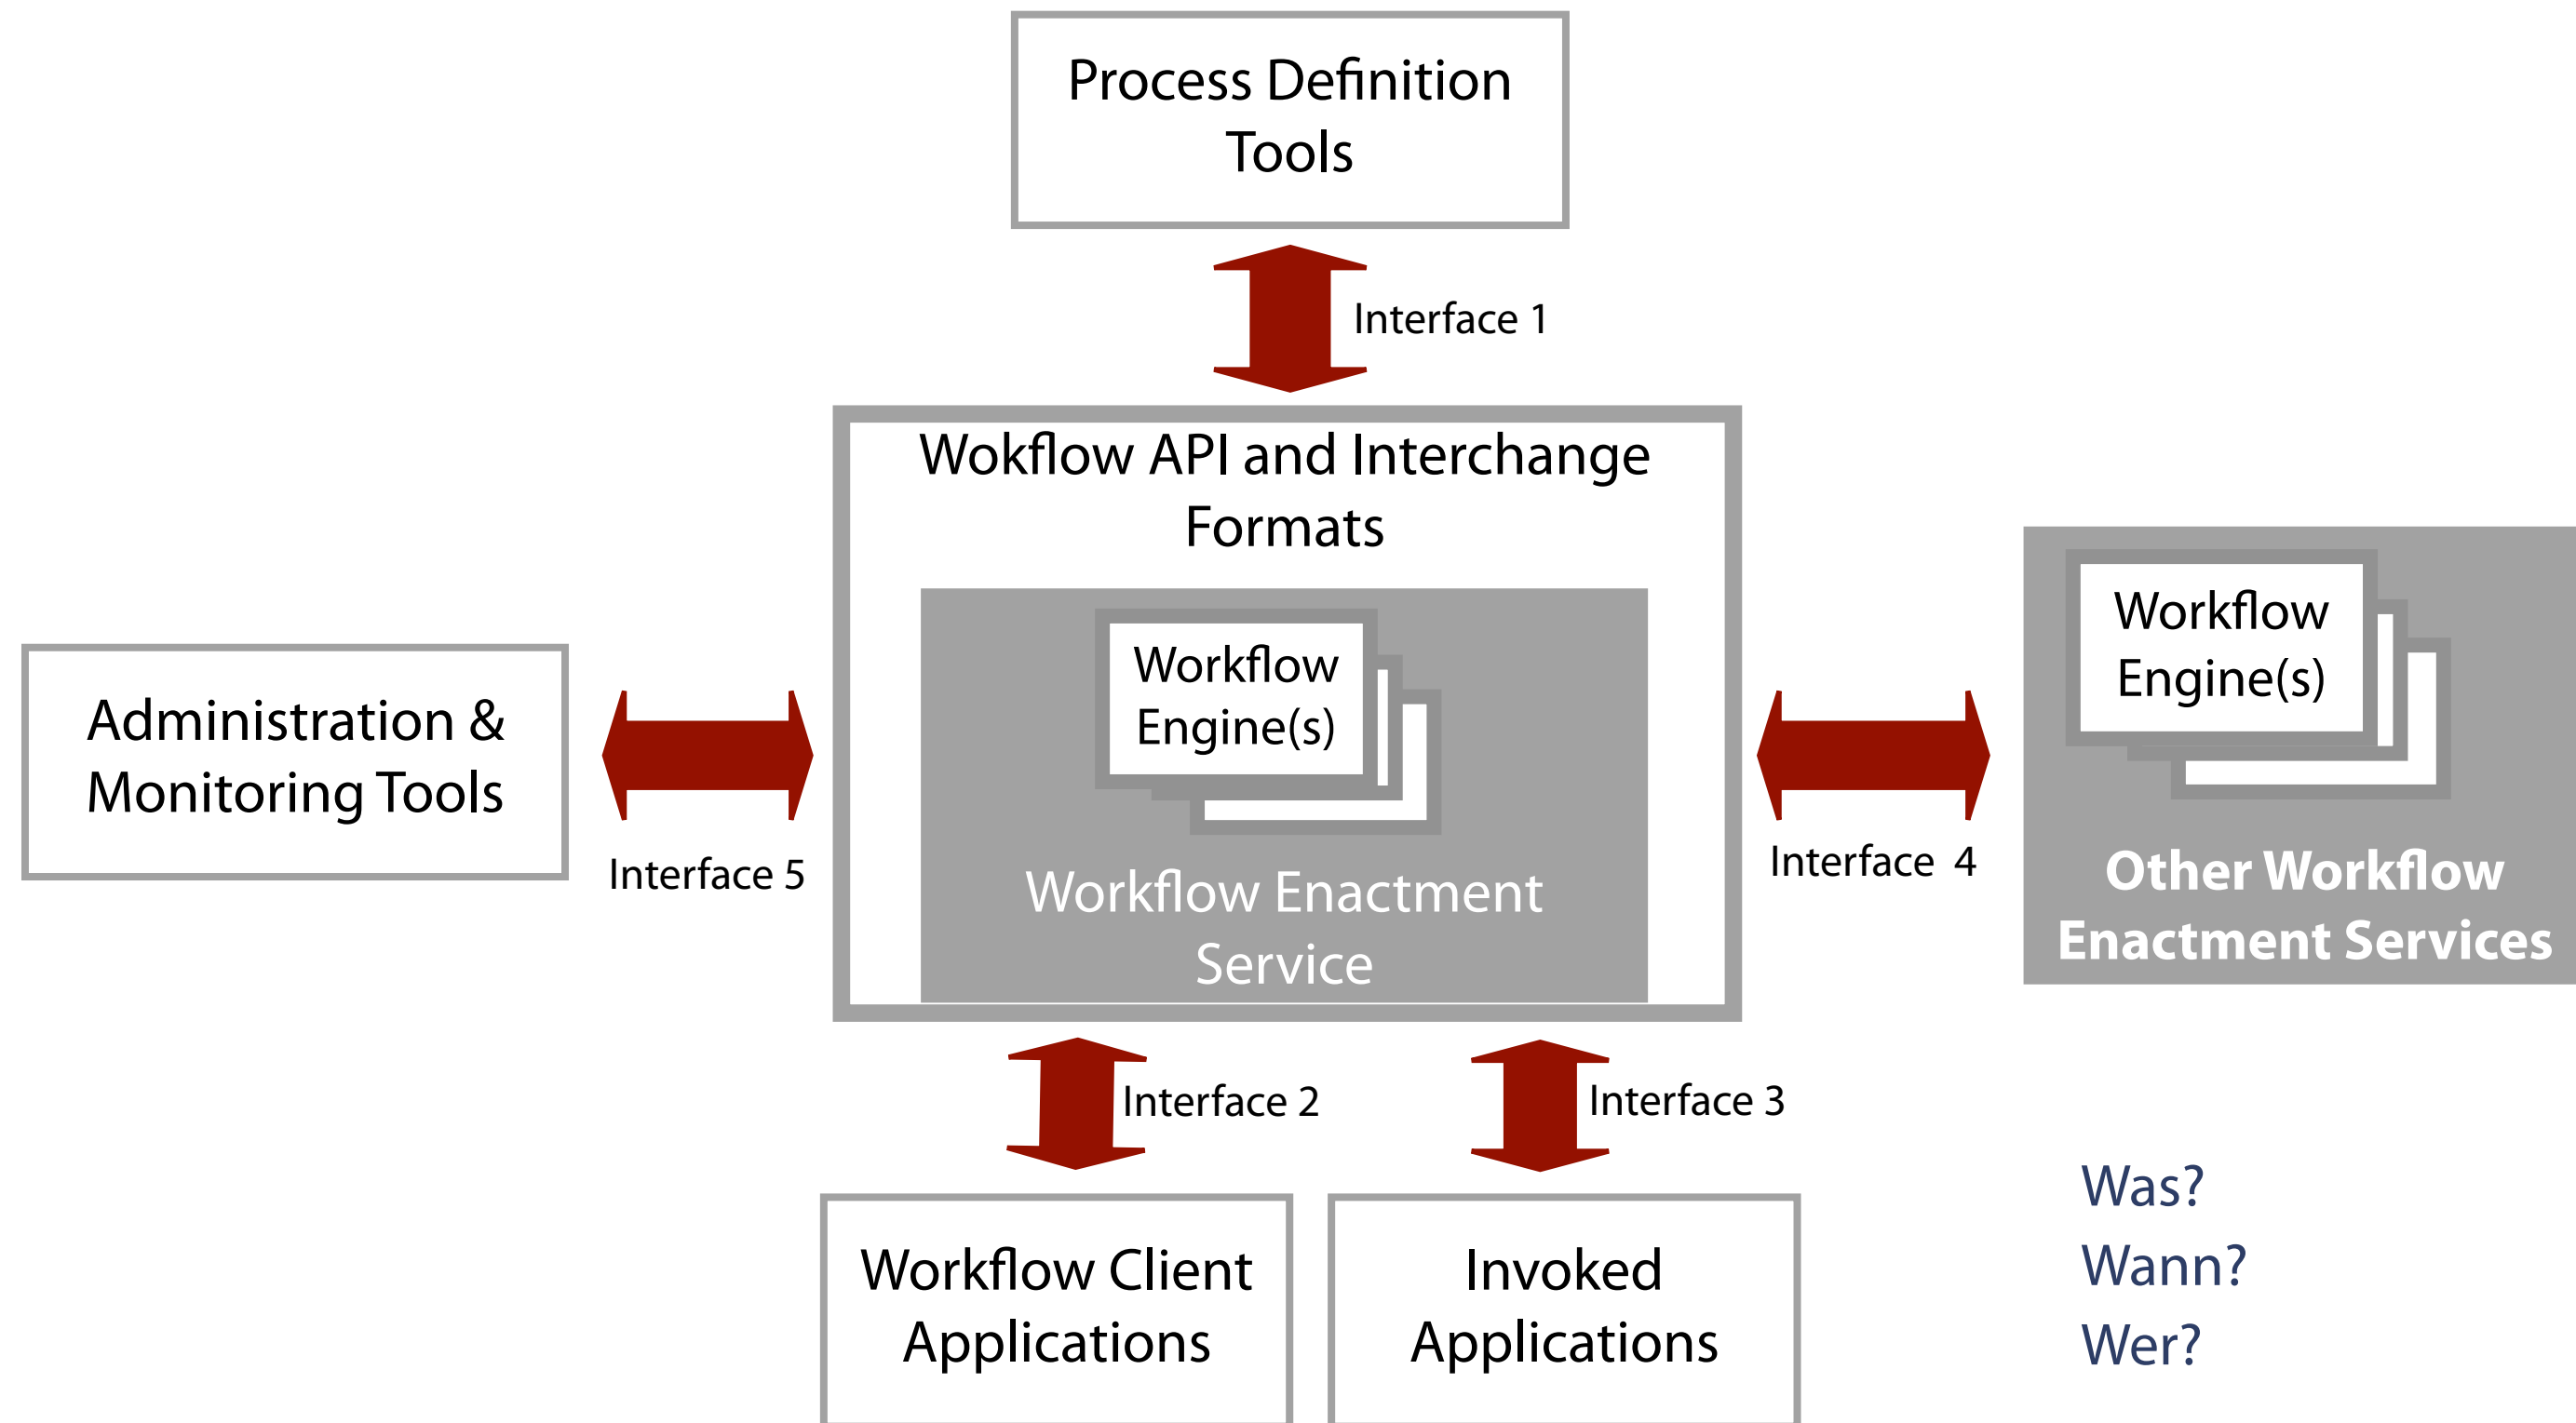 Process Definition
Tools
Interface 1
Wokflow API and Interchange
Formats
Workflow
Engine(s)
Workflow Enactment
Service
Administration &
Monitoring Tools
Interface 5
Interface  4
Workflow
Engine(s)
Other Workflow
Enactment Services
Interface 2
Interface 3
Workflow Client
Applications
Invoked
Applications
Was?
Wann?
Wer?